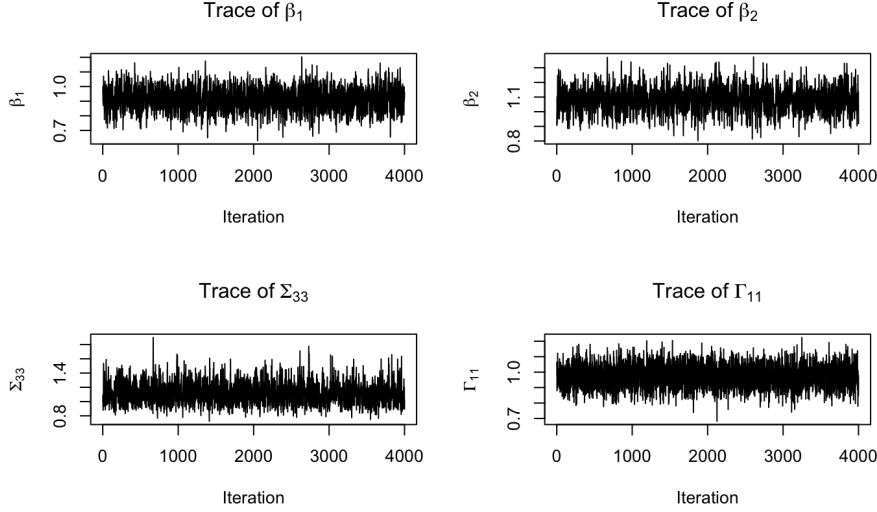 Trace of β₁
β₁
0.7 1.0
0 1000 2000 3000 4000
Iteration
Trace of β₂
β₂
0.8 1.1
0 1000 2000 3000 4000
Iteration
Trace of Σ₃₃
Σ₃₃
0.8 1.4
0 1000 2000 3000 4000
Iteration
Trace of Γ₁₁
Γ₁₁
0.7 1.0
0 1000 2000 3000 4000
Iteration